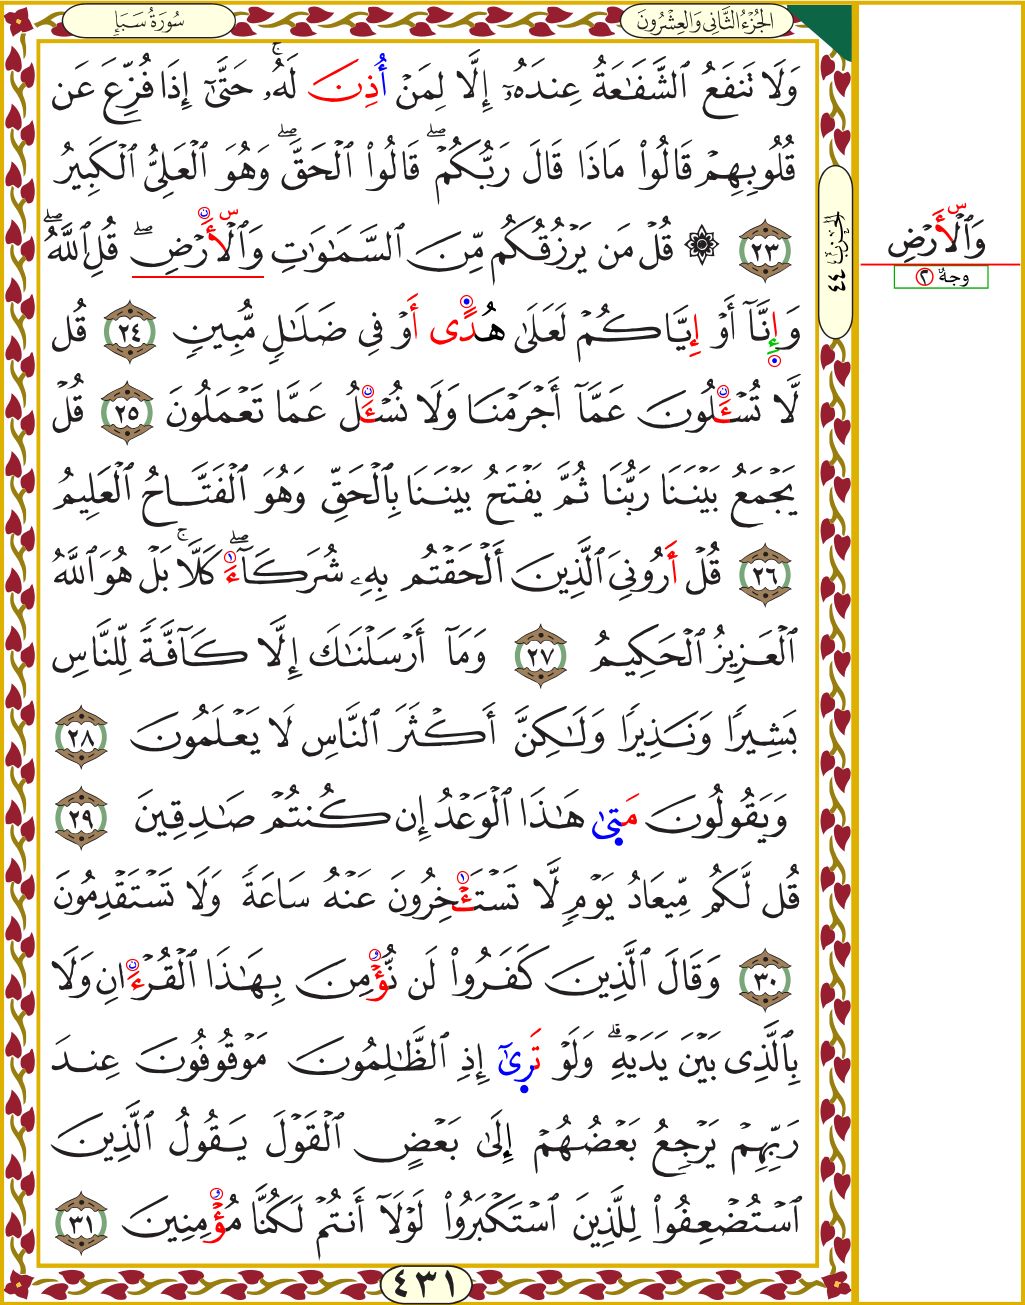 الجُزْءُ الثَّانِي وَالعِشْرُونَ
سُورَةُ سَبَإٍ
وَلَا تَنفَعُ ٱلشَّفَٰعَةُ عِندَهُۥٓ إِلَّا لِمَنۡ أُذِنَ لَهُۥۚ حَتَّىٰٓ إِذَا فُزِّعَ عَن
قُلُوبِهِمۡ قَالُواْ مَاذَا قَالَ رَبُّكُمۡۖ قَالُواْ ٱلۡحَقَّۖ وَهُوَ ٱلۡعَلِيُّ ٱلۡكَبِيرُ
٢٣ ۞ قُلۡ مَن يَرۡزُقُكُم مِّنَ ٱلسَّمَٰوَٰتِ وَٱلۡأَرۡضِۖ قُلِ ٱللَّهُۖ
وَإِنَّآ أَوۡ إِيَّاكُمۡ لَعَلَىٰ هُدًى أَوۡ فِي ضَلَٰلٖ مُّبِينٖ ٢٤ قُل
لَّا تُسۡـَٔلُونَ عَمَّآ أَجۡرَمۡنَا وَلَا نُسۡـَٔلُ عَمَّا تَعۡمَلُونَ ٢٥ قُلۡ
يَجۡمَعُ بَيۡنَنَا رَبُّنَا ثُمَّ يَفۡتَحُ بَيۡنَنَا بِٱلۡحَقِّ وَهُوَ ٱلۡفَتَّاحُ ٱلۡعَلِيمُ
٢٦ قُلۡ أَرُونِيَ ٱلَّذِينَ أَلۡحَقۡتُم بِهِۦ شُرَكَآءَۖ كَلَّاۚ بَلۡ هُوَ ٱللَّهُ
ٱلۡعَزِيزُ ٱلۡحَكِيمُ ٢٧ وَمَآ أَرۡسَلۡنَٰكَ إِلَّا كَآفَّةٗ لِّلنَّاسِ
بَشِيرٗا وَنَذِيرٗا وَلَٰكِنَّ أَكۡثَرَ ٱلنَّاسِ لَا يَعۡلَمُونَ ٢٨
وَيَقُولُونَ مَتَىٰ هَٰذَا ٱلۡوَعۡدُ إِن كُنتُمۡ صَٰدِقِينَ ٢٩
قُل لَّكُم مِّيعَادُ يَوۡمٖ لَّا تَسۡتَـٔۡخِرُونَ عَنۡهُ سَاعَةٗ وَلَا تَسۡتَقۡدِمُونَ
٣٠ وَقَالَ ٱلَّذِينَ كَفَرُواْ لَن نُّؤۡمِنَ بِهَٰذَا ٱلۡقُرۡءَانِ وَلَا
بِٱلَّذِي بَيۡنَ يَدَيۡهِۗ وَلَوۡ تَرَىٰٓ إِذِ ٱلظَّٰلِمُونَ مَوۡقُوفُونَ عِندَ
رَبِّهِمۡ يَرۡجِعُ بَعۡضُهُمۡ إِلَىٰ بَعۡضٍ ٱلۡقَوۡلَ يَقُولُ ٱلَّذِينَ
ٱسۡتُضۡعِفُواْ لِلَّذِينَ ٱسۡتَكۡبَرُواْ لَوۡلَآ أَنتُمۡ لَكُنَّا مُؤۡمِنِينَ ٣١
٤٣١
الحزب ٤٤
وَٱلۡأَرۡضِ
وجهٌ ٢